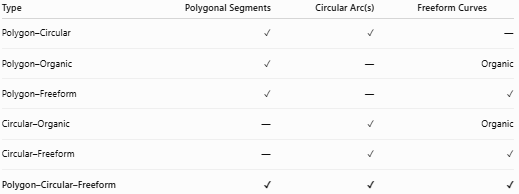 Type Polygonal Segments Circular Arc(s) Freeform Curves
Polygon–Circular ✓ ✓ —
Polygon–Organic ✓ — Organic
Polygon–Freeform ✓ — ✓
Circular–Organic — ✓ Organic
Circular–Freeform — ✓ ✓
Polygon–Circular–Freeform ✓ ✓ ✓